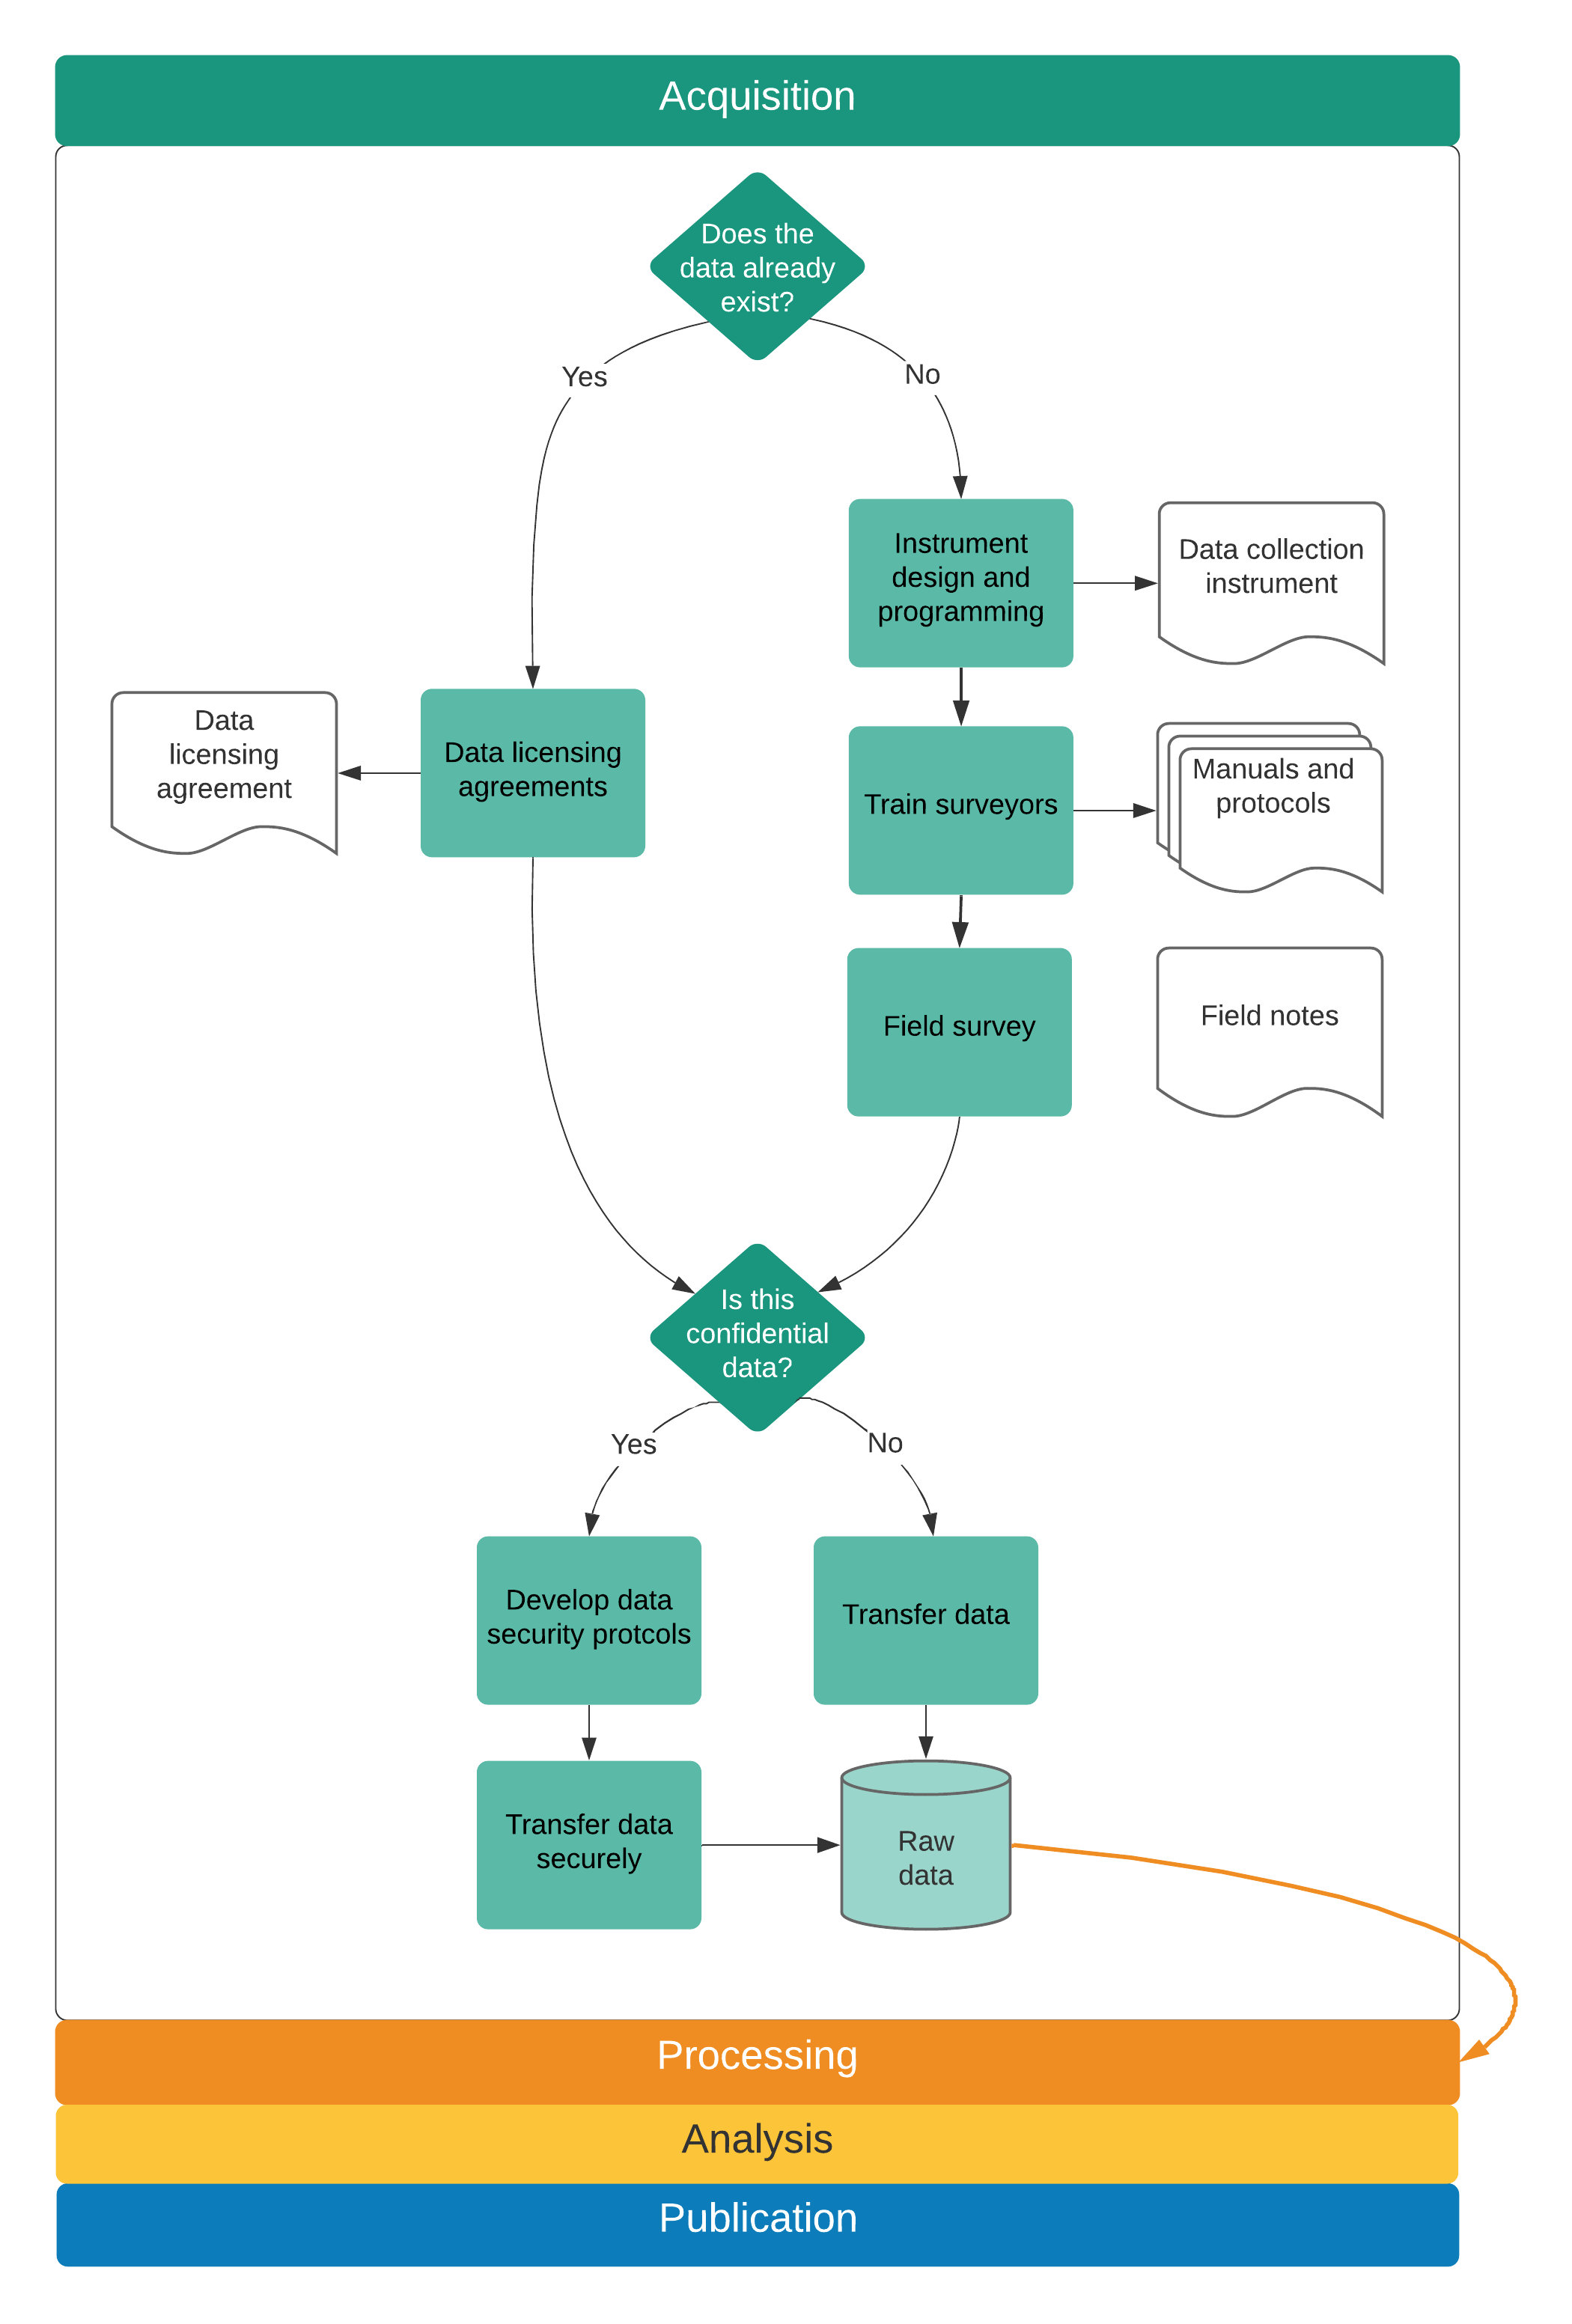 Acquisition
Does the
data already
exist?
Yes
No
Instrument
design and
programming
Data collection
instrument
Data
licensing
agreement
Data licensing
agreements
Train surveyors
Manuals and
protocols
Field survey
Field notes
Is this
confidential
data?
Yes
No
Develop data
security protcols
Transfer data
Transfer data
securely
Raw
data
Processing
Analysis
Publication